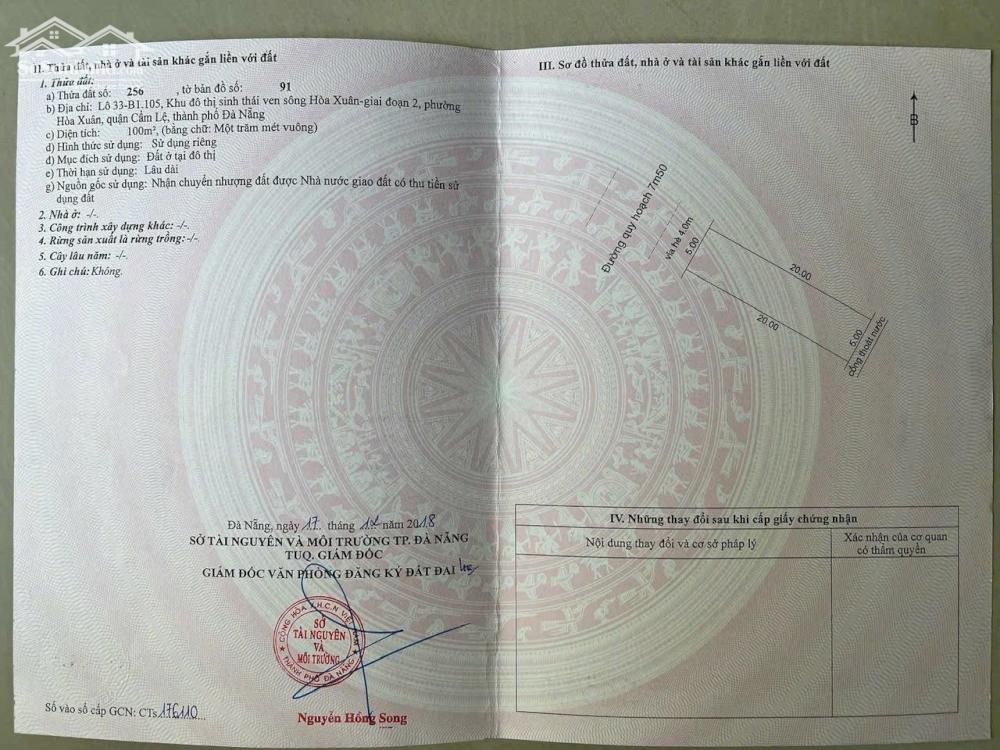 II. Thửa đất, nhà ở và tài sản khác gắn liền với đất
1. Thửa đất:
a) Thửa đất số: 256 , tờ bản đồ số: 91
b) Địa chỉ: Lô 33-B1.105, Khu đô thị sinh thái ven sông Hòa Xuân-giai đoạn 2, phường
Hòa Xuân, quận Cẩm Lệ, thành phố Đà Nẵng
c) Diện tích: 100m², (bằng chữ: Một trăm mét vuông)
d) Hình thức sử dụng: Sử dụng riêng
đ) Mục đích sử dụng: Đất ở tại đô thị
e) Thời hạn sử dụng: Lâu dài
g) Nguồn gốc sử dụng: Nhận chuyển nhượng đất được Nhà nước giao đất có thu tiền sử
dụng đất
2. Nhà ở: -/-.
3. Công trình xây dựng khác: -/-.
4. Rừng sản xuất là rừng trồng:-/-.
5. Cây lâu năm: -/-.
6. Ghi chú: Không.
Đà Nẵng, ngày 17 tháng 12 năm 2018
SỞ TÀI NGUYÊN VÀ MÔI TRƯỜNG TP. ĐÀ NẴNG
TUQ. GIÁM ĐỐC
GIÁM ĐỐC VĂN PHÒNG ĐĂNG KÝ ĐẤT ĐAI
CỘNG HÒA X.H.C.N VIỆT NAM
SỞ
TÀI NGUYÊN
VÀ
MÔI TRƯỜNG
THÀNH PHỐ ĐÀ NẴNG
Nguyễn Hồng Song
Số vào sổ cấp GCN: CTs176110...
III. Sơ đồ thửa đất, nhà ở và tài sản khác gắn liền với đất
B
Đường quy hoạch 7m50
vỉa hè 4.0m
5.00
20.00
20.00
5.00
cống thoát nước
IV. Những thay đổi sau khi cấp giấy chứng nhận
Nội dung thay đổi và cơ sở pháp lý
Xác nhận của cơ quan
có thẩm quyền